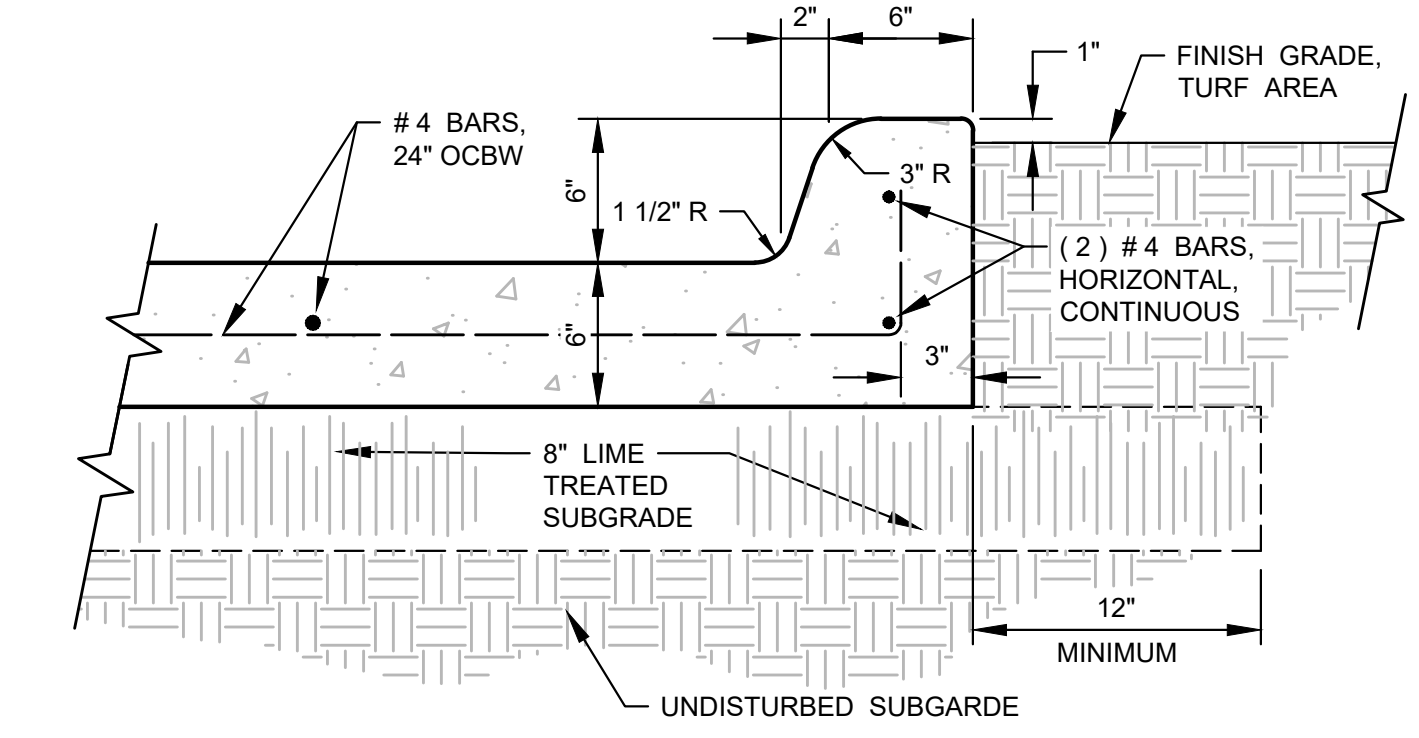 2"
6"
1"
FINISH GRADE,
TURF AREA
# 4 BARS,
24" OCBW
6"
3" R
1 1/2" R
( 2 ) # 4 BARS,
HORIZONTAL,
CONTINUOUS
6"
3"
8" LIME
TREATED
SUBGRADE
12"
MINIMUM
UNDISTURBED SUBGARDE